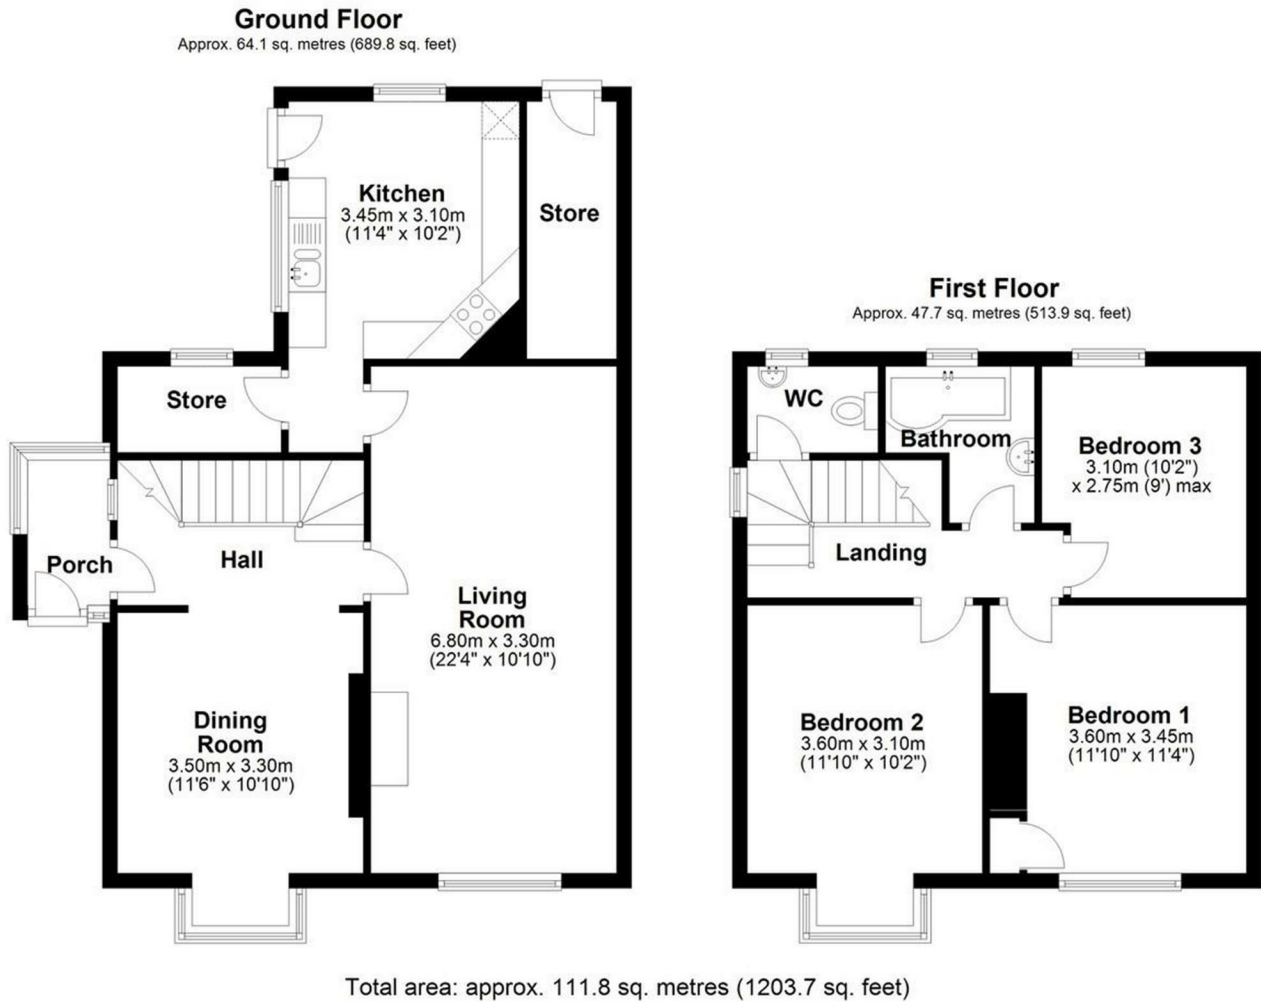 Ground Floor
Approx. 64.1 sq. metres (689.8 sq. feet)
Kitchen
3.45m x 3.10m
(11'4" x 10'2")
Store
Store
Porch
Hall
Living
Room
6.80m x 3.30m
(22'4" x 10'10")
Dining
Room
3.50m x 3.30m
(11'6" x 10'10")
First Floor
Approx. 47.7 sq. metres (513.9 sq. feet)
WC
Bathroom
Bedroom 3
3.10m (10'2")
x 2.75m (9') max
Landing
Bedroom 2
3.60m x 3.10m
(11'10" x 10'2")
Bedroom 1
3.60m x 3.45m
(11'10" x 11'4")
Total area: approx. 111.8 sq. metres (1203.7 sq. feet)